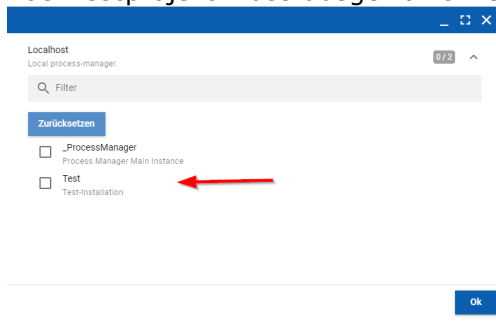 Localhost
Local process-manager.
0 / 2
Filter
Zurücksetzen
_ProcessManager
Process Manager Main Instance
Test
Test-Installation
Ok